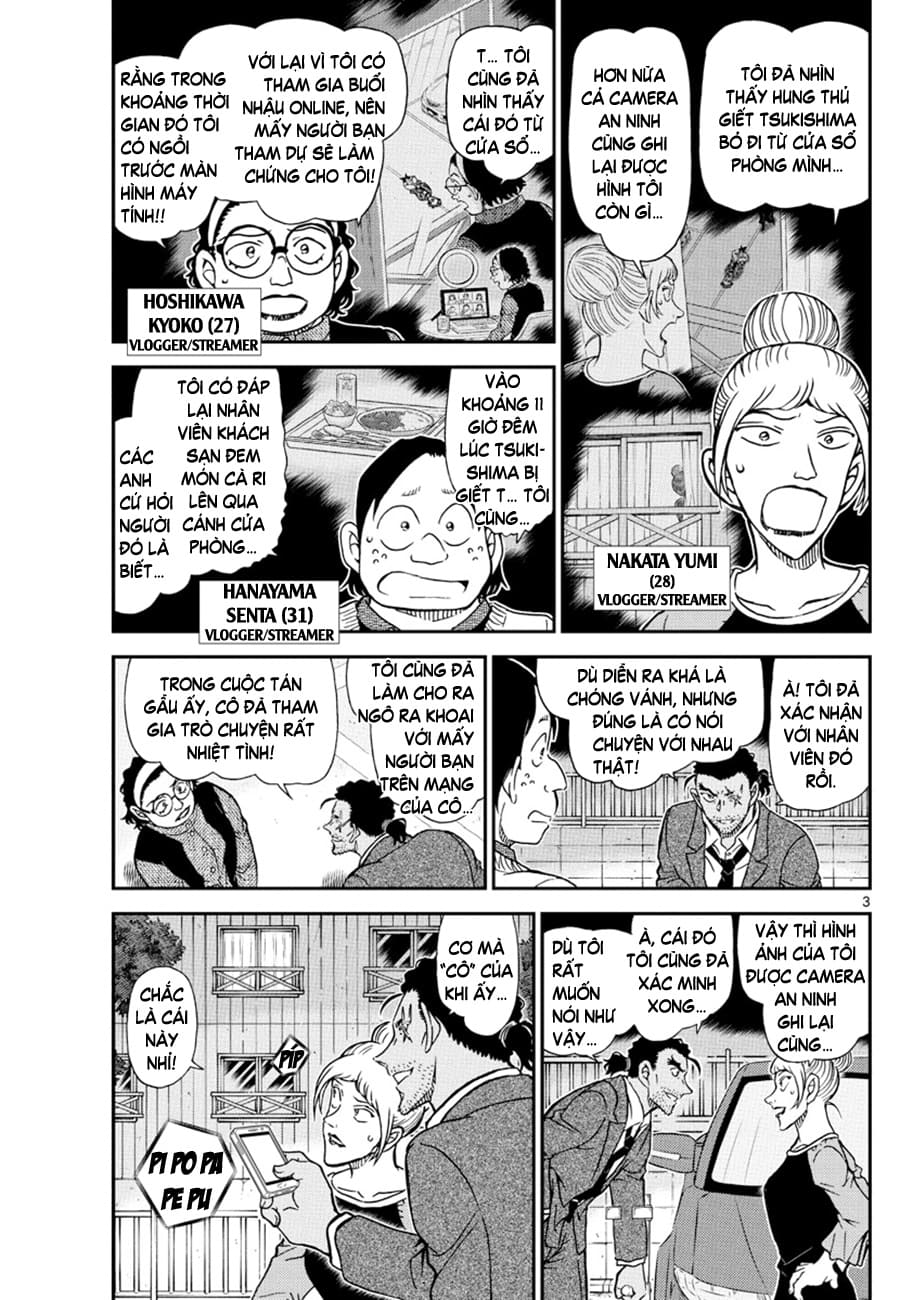 TÔI ĐÃ NHÌN
THẤY HUNG THỦ
GIẾT TSUKISHIMA
BỎ ĐI TỪ CỬA SỔ
PHÒNG MÌNH...
HƠN NỮA
CẢ CAMERA
AN NINH
CŨNG GHI
LẠI ĐƯỢC
HÌNH TÔI
CÒN GÌ...
NAKATA YUMI
(28)
VLOGGER/STREAMER
T... TÔI
CŨNG ĐÃ
NHÌN THẤY
CÁI ĐÓ TỪ
CỬA SỔ...
VỚI LẠI VÌ TÔI CÓ
THAM GIA BUỔI
NHẬU ONLINE, NÊN
MẤY NGƯỜI BẠN
THAM DỰ SẼ LÀM
CHỨNG CHO TÔI!
RẰNG TRONG
KHOẢNG THỜI
GIAN ĐÓ TÔI
CÓ NGỒI
TRƯỚC MÀN
HÌNH MÁY
TÍNH!!
HOSHIKAWA
KYOKO (27)
VLOGGER/STREAMER
VÀO
KHOẢNG 11
GIỜ ĐÊM
LÚC TSUKI-
SHIMA BỊ
GIẾT T... TÔI
CŨNG...
TÔI CÓ ĐÁP
LẠI NHÂN
VIÊN KHÁCH
SẠN ĐEM
MÓN CÀ RI
LÊN QUA
CÁNH CỬA
PHÒNG...
CÁC
ANH
CỨ HỎI
NGƯỜI
ĐÓ LÀ
BIẾT...
HANAYAMA
SENTA (31)
VLOGGER/STREAMER
À! TÔI ĐÃ
XÁC NHẬN
VỚI NHÂN
VIÊN ĐÓ
RỒI.
DÙ DIỄN RA KHÁ LÀ
CHÓNG VÁNH, NHƯNG
ĐÚNG LÀ CÓ NÓI
CHUYỆN VỚI NHAU
THẬT!
TÔI CŨNG ĐÃ
LÀM CHO RA
NGÔ RA KHOAI
VỚI MẤY
NGƯỜI BẠN
TRÊN MẠNG
CỦA CÔ...
TRONG CUỘC TÁN
GẪU ẤY, CÔ ĐÃ THAM
GIA TRÒ CHUYỆN RẤT
NHIỆT TÌNH!
3
VẬY THÌ HÌNH
ẢNH CỦA TÔI
ĐƯỢC CAMERA
AN NINH
GHI LẠI
CŨNG...
À, CÁI ĐÓ
TÔI CŨNG ĐÃ
XÁC MINH
XONG...
DÙ TÔI
RẤT
MUỐN
NÓI NHƯ
VẬY...
CƠ MÀ
“CÔ” CỦA
KHI ẤY...
CHẮC
LÀ CÁI
NÀY
NHỈ!
PÍP
PI PO PA
PE PU